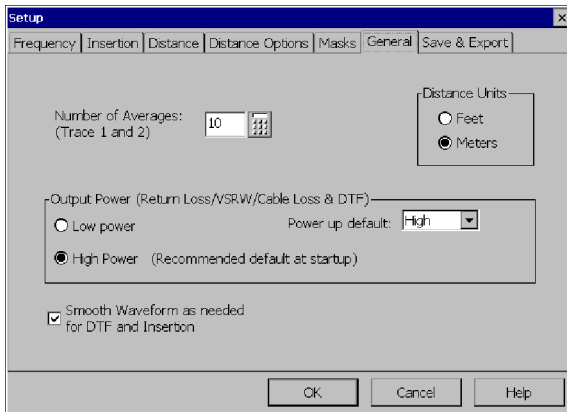 Setup
Frequency Insertion Distance Distance Options Masks General Save & Export
Number of Averages:
(Trace 1 and 2)
10
Distance Units
Feet
Meters
Output Power (Return Loss/VSRW/Cable Loss & DTF)
Low power
Power up default: High
High Power (Recommended default at startup)
Smooth Waveform as needed
for DTF and Insertion
OK Cancel Help